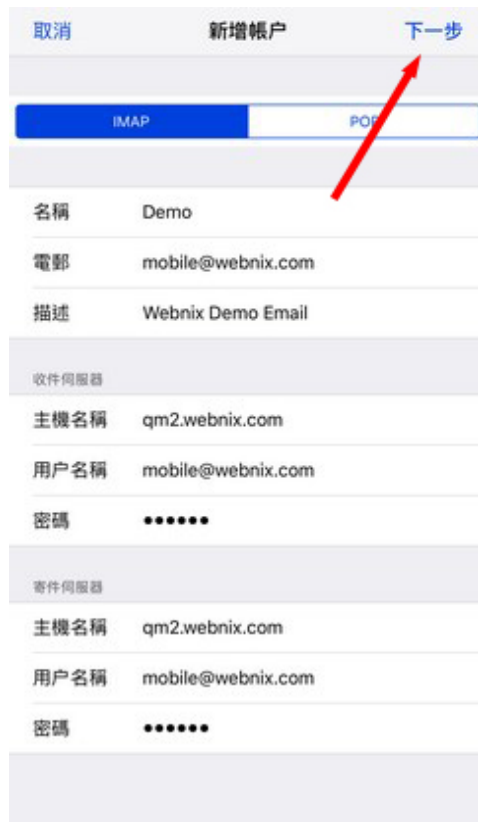 取消 新增帳户 下一步
IMAP POP
名稱 Demo
電郵 mobile@webnix.com
描述 Webnix Demo Email
收件伺服器
主機名稱 qm2.webnix.com
用户名稱 mobile@webnix.com
密碼 ●●●●●●
寄件伺服器
主機名稱 qm2.webnix.com
用户名稱 mobile@webnix.com
密碼 ●●●●●●